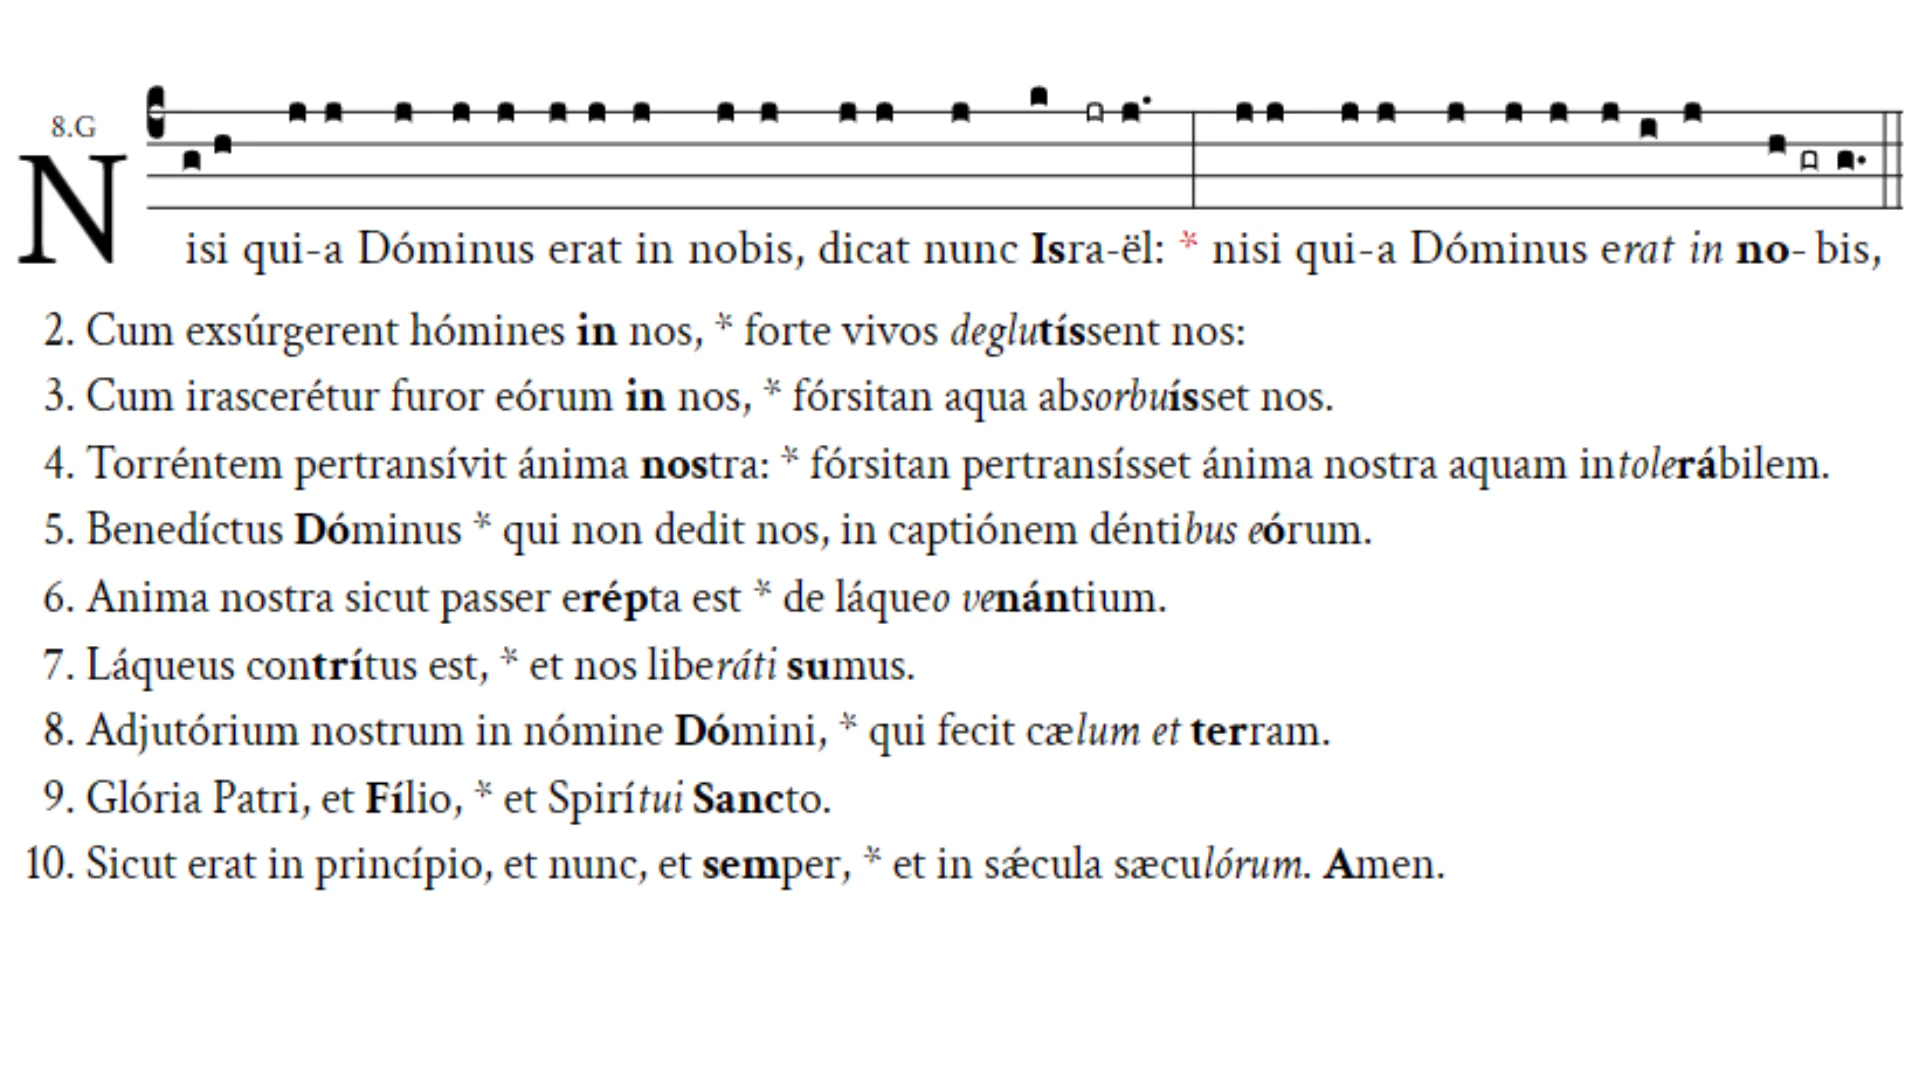 8.G
Nisi qui-a Dóminus erat in nobis, dicat nunc Isra-ël: * nisi qui-a Dóminus erat in no- bis,
2. Cum exsúrgerent hómines in nos, * forte vivos deglutíssent nos:
3. Cum irascerétur furor eórum in nos, * fórsitan aqua absorbuísset nos.
4. Torréntem pertransívit ánima nostra: * fórsitan pertransísset ánima nostra aquam intolerábilem.
5. Benedíctus Dóminus * qui non dedit nos, in captiónem déntibus eórum.
6. Anima nostra sicut passer erépta est * de láqueo venántium.
7. Láqueus contrítus est, * et nos liberáti sumus.
8. Adjutórium nostrum in nómine Dómini, * qui fecit cælum et terram.
9. Glória Patri, et Fílio, * et Spirítui Sancto.
10. Sicut erat in princípio, et nunc, et semper, * et in sǽcula sæculórum. Amen.